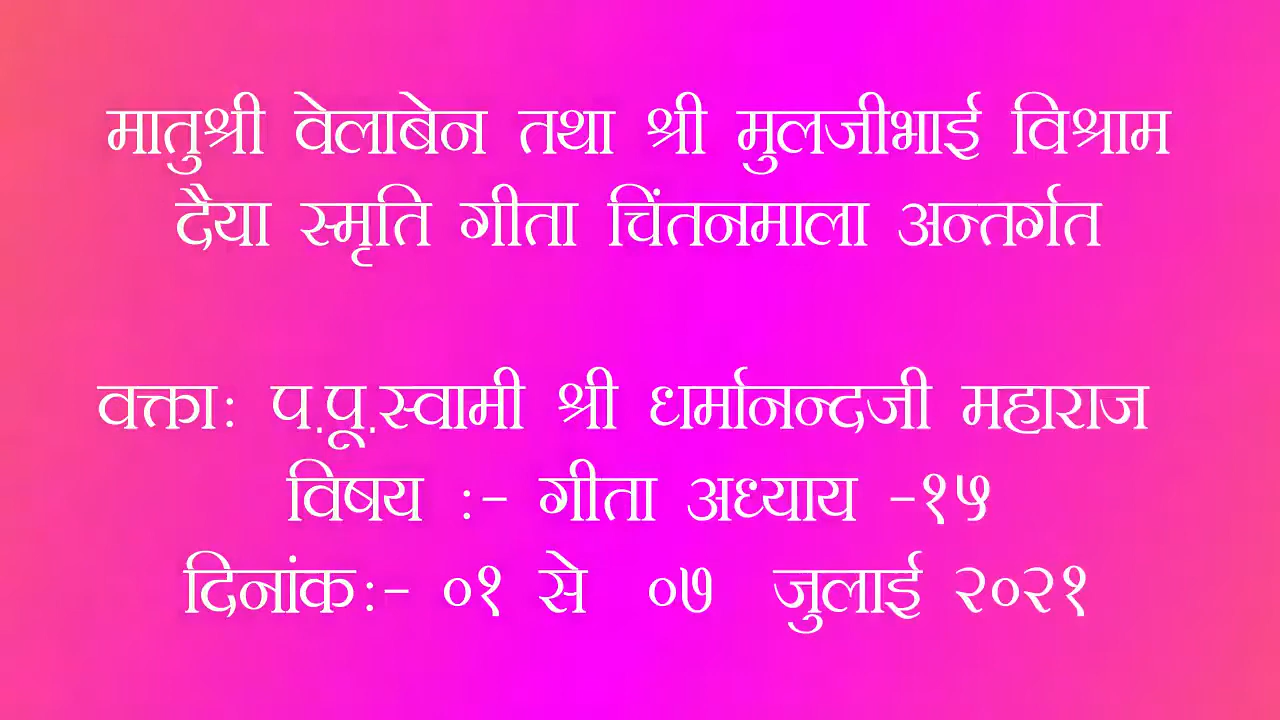 मातुश्री वेलाबेन तथा श्री मुलजीभाई विश्राम
दैया स्मृति गीता चिंतनमाला अन्तर्गत
वक्ताः प.पू.स्वामी श्री धर्मानन्दजी महाराज
विषय :- गीता अध्याय -१५
दिनांक:- ०१ से ०७ जुलाई २०२१